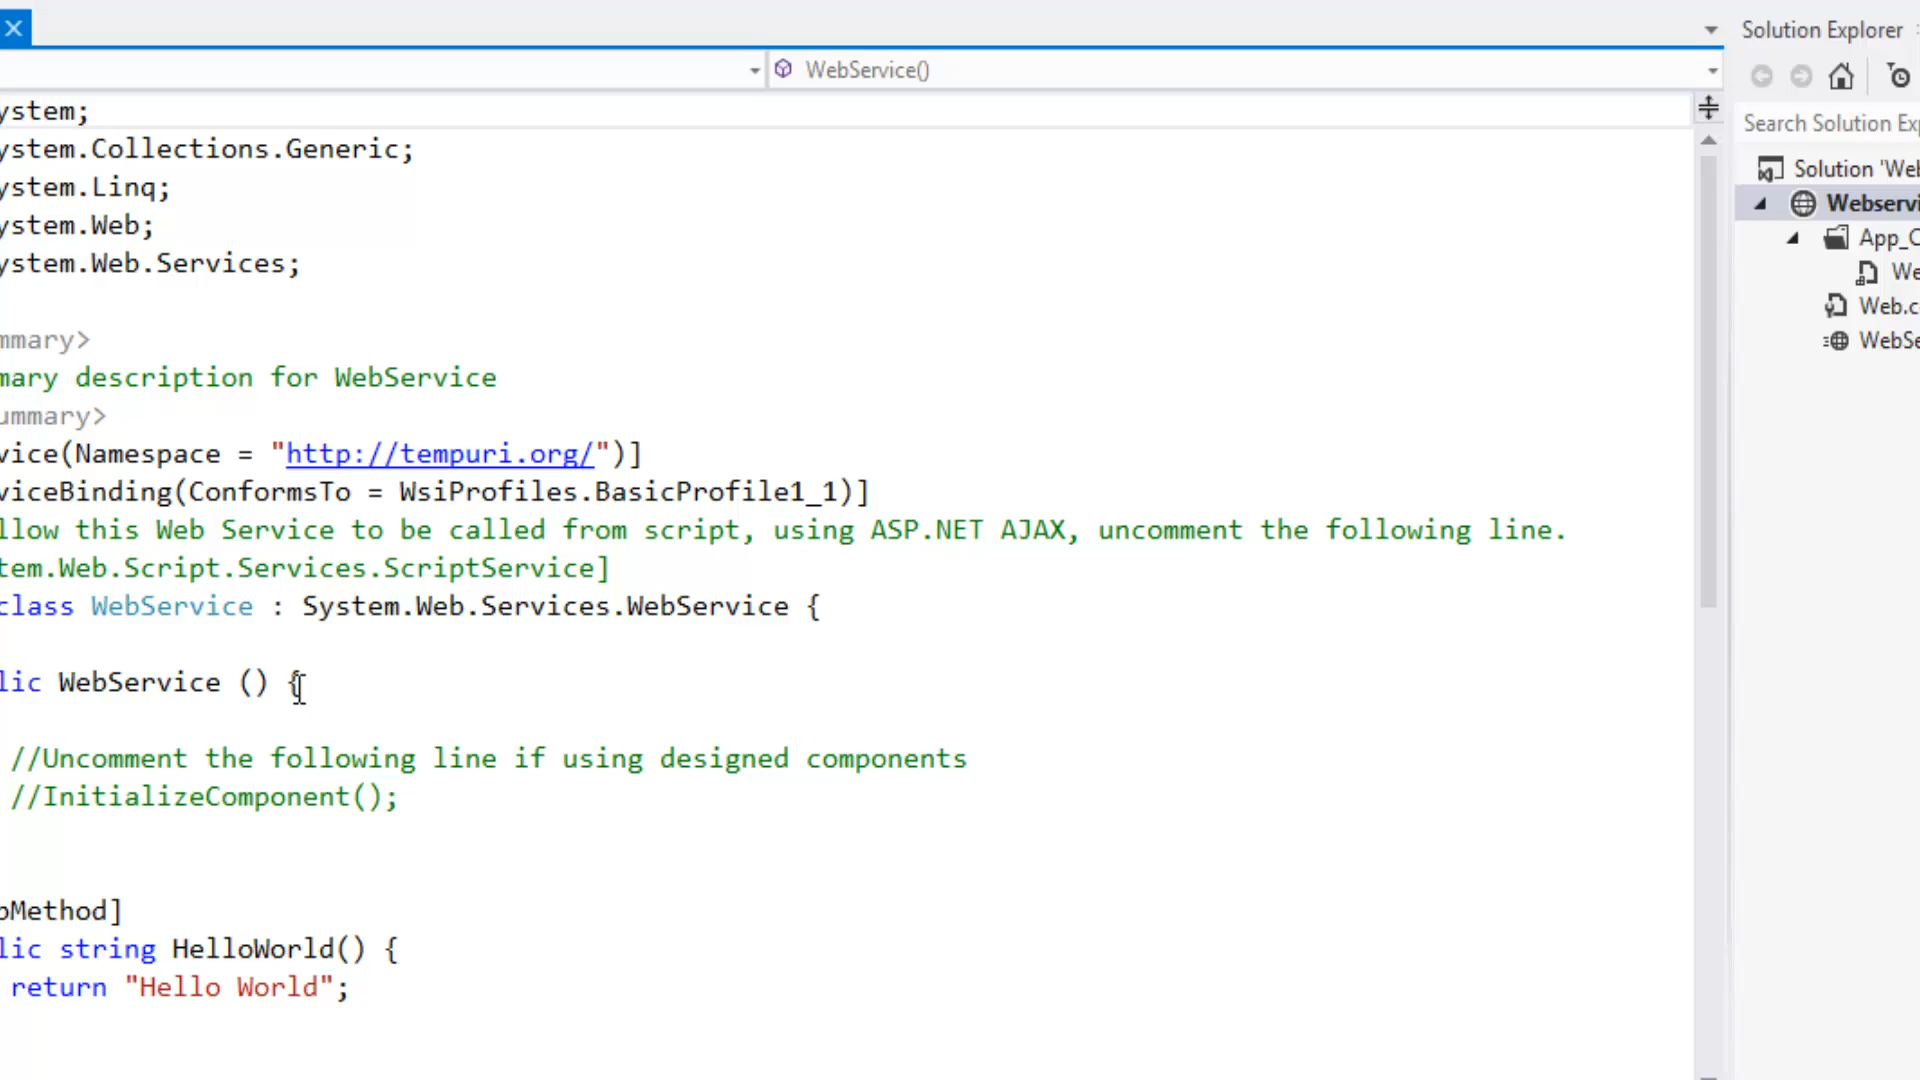 Solution Explorer
WebService()
ystem;
ystem.Collections.Generic;
ystem.Linq;
ystem.Web;
ystem.Web.Services;
mmary>
mary description for WebService
ummary>
vice(Namespace = "http://tempuri.org/")]
viceBinding(ConformsTo = WsiProfiles.BasicProfile1_1)]
llow this Web Service to be called from script, using ASP.NET AJAX, uncomment the following line.
tem.Web.Script.Services.ScriptService]
class WebService : System.Web.Services.WebService {
lic WebService () {
//Uncomment the following line if using designed components
//InitializeComponent();
bMethod]
lic string HelloWorld() {
return "Hello World";
Search Solution Exp
Solution 'Web
Webservi
App_C
We
Web.c
WebSe